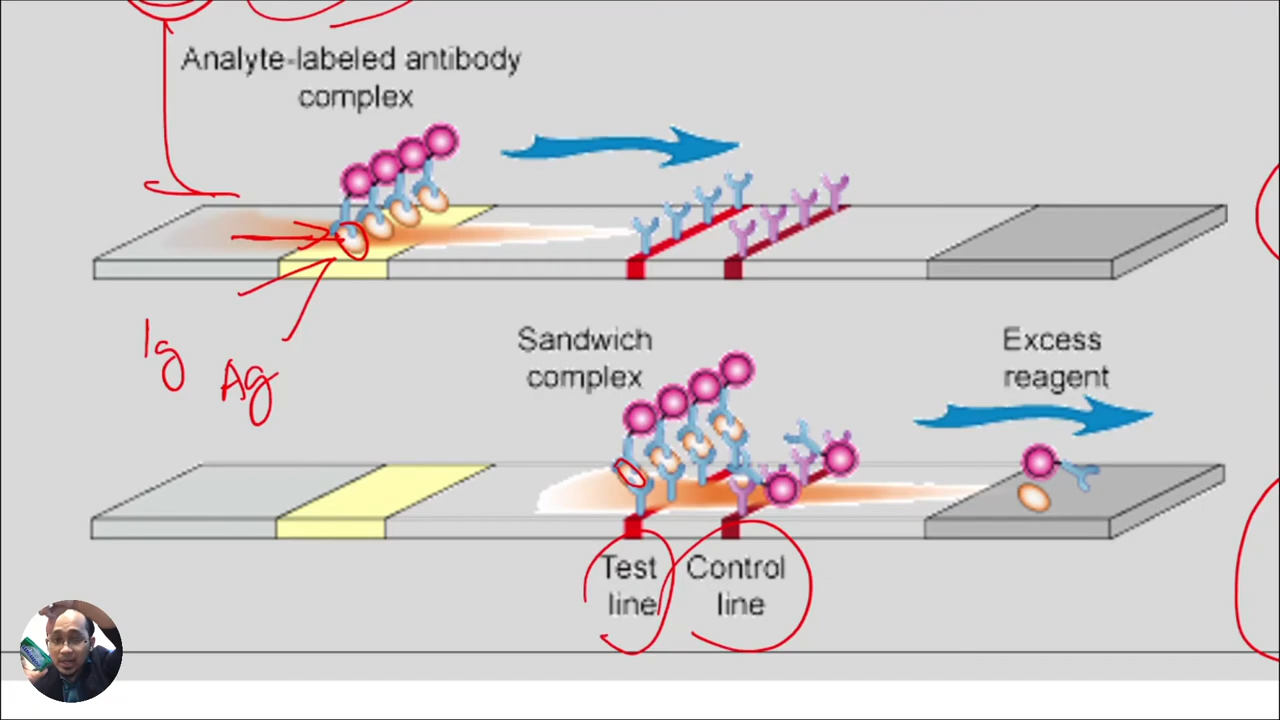 Analyte-labeled antibody
complex
Ig
Ag
Sandwich
complex
Excess
reagent
Test
line
Control
line